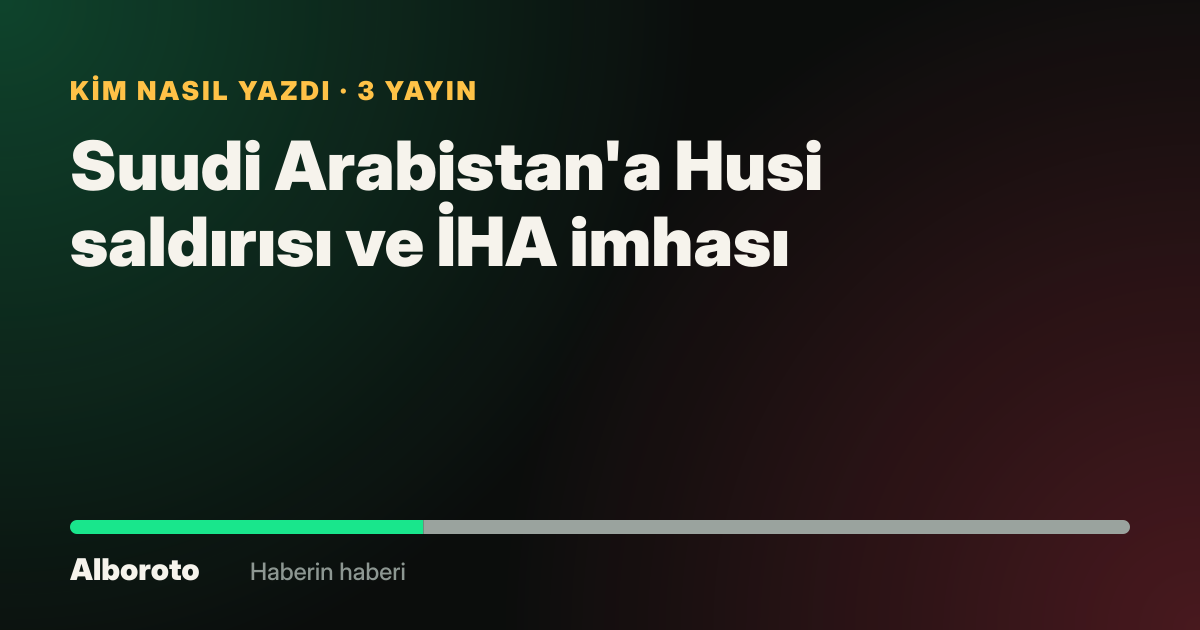 KİM NASIL YAZDI · 3 YAYIN
Suudi Arabistan'a Husi
saldırısı ve İHA imhası
Alboroto
Haberin haberi